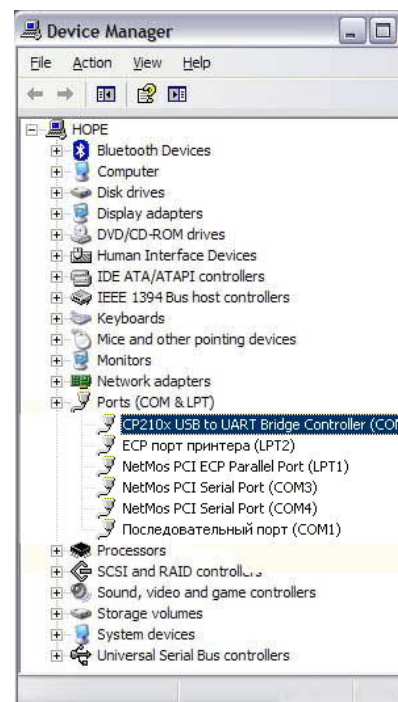 Device Manager
File Action View Help
HOPE
Bluetooth Devices
Computer
Disk drives
Display adapters
DVD/CD-ROM drives
Human Interface Devices
IDE ATA/ATAPI controllers
IEEE 1394 Bus host controllers
Keyboards
Mice and other pointing devices
Monitors
Network adapters
Ports (COM & LPT)
CP210x USB to UART Bridge Controller
ECP порт принтера (LPT2)
NetMos PCI ECP Parallel Port (LPT1)
NetMos PCI Serial Port (COM3)
NetMos PCI Serial Port (COM4)
Последовательный порт (COM1)
Processors
SCSI and RAID
Sound, video and game controllers
Storage volumes
System devices
Universal Serial Bus controllers